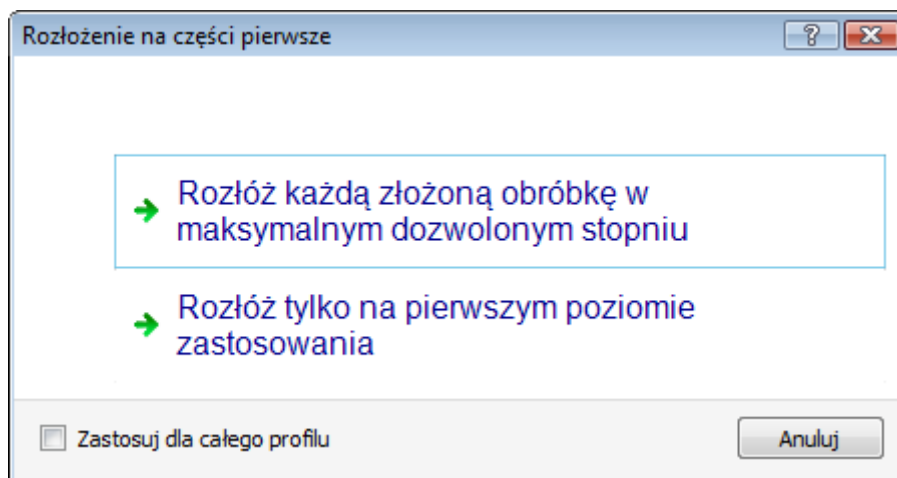 Rozłożenie na części pierwsze
Rozłóż każdą złożoną obróbkę w
maksymalnym dozwolonym stopniu
Rozłóż tylko na pierwszym poziomie
zastosowania
Zastosuj dla całego profilu
Anuluj